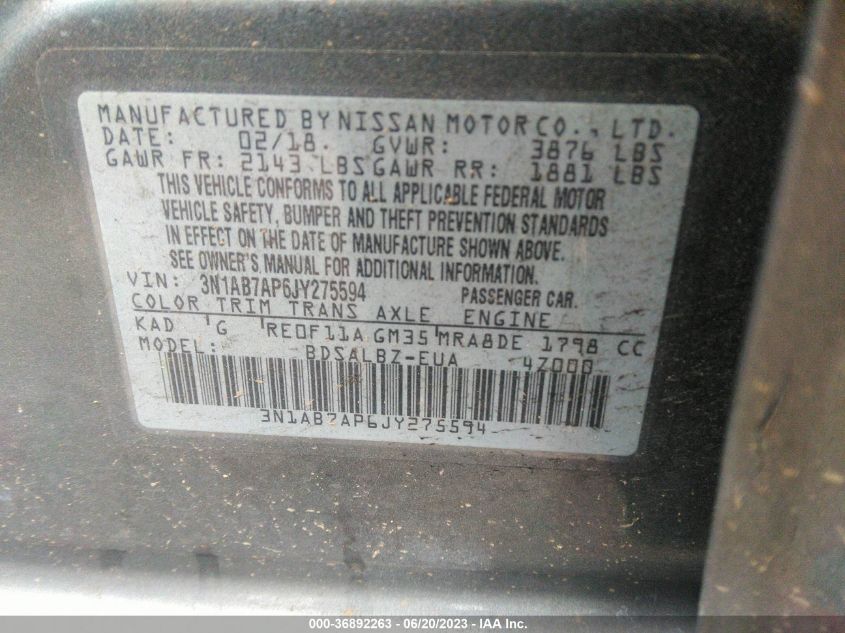 MANUFACTURED BY NISSAN MOTOR CO., LTD.
DATE: 02/18. GVWR: 3876 LBS
GAWR FR: 2143 LBS GAWR RR: 1881 LBS
THIS VEHICLE CONFORMS TO ALL APPLICABLE FEDERAL MOTOR
VEHICLE SAFETY, BUMPER AND THEFT PREVENTION STANDARDS
IN EFFECT ON THE DATE OF MANUFACTURE SHOWN ABOVE.
SEE OWNER'S MANUAL FOR ADDITIONAL INFORMATION.
VIN: 3N1AB7AP6JY275594 PASSENGER CAR.
COLOR TRIM TRANS AXLE ENGINE
KAD G RE0F11A GM35 MRA8DE 1798 CC
MODEL: BDSALBZ-EUA 4Z000
3N1AB7AP6JY275594
000-36892263 - 06/20/2023 - IAA Inc.